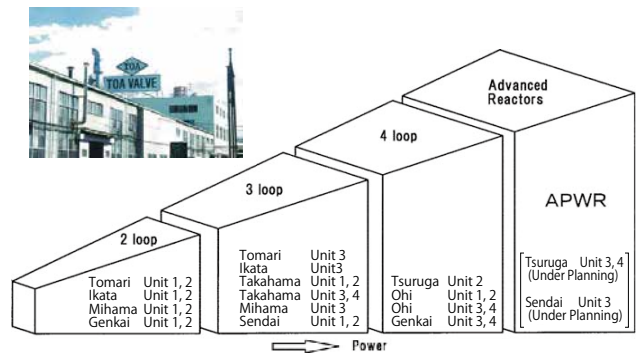 TOA
TOA VALVE
Advanced
Reactors
4 loop
3 loop
2 loop
APWR
Tomari Unit 1, 2
Ikata Unit 1, 2
Mihama Unit 1, 2
Genkai Unit 1, 2
Tomari Unit 3
Ikata Unit3
Takahama Unit 1, 2
Takahama Unit 3, 4
Mihama Unit 3
Sendai Unit 1, 2
Tsuruga Unit 2
Ohi Unit 1, 2
Ohi Unit 3, 4
Genkai Unit 3, 4
Tsuruga Unit 3, 4
(Under Planning)
Sendai Unit 3
(Under Planning)
Power